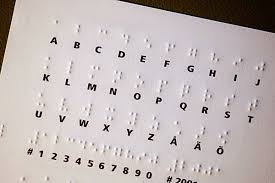 A B C D E F G H I J
K L M N O P Q R S T
U V W X Y Z Å Ä Ö
# 1 2 3 4 5 6 7 8 9 0